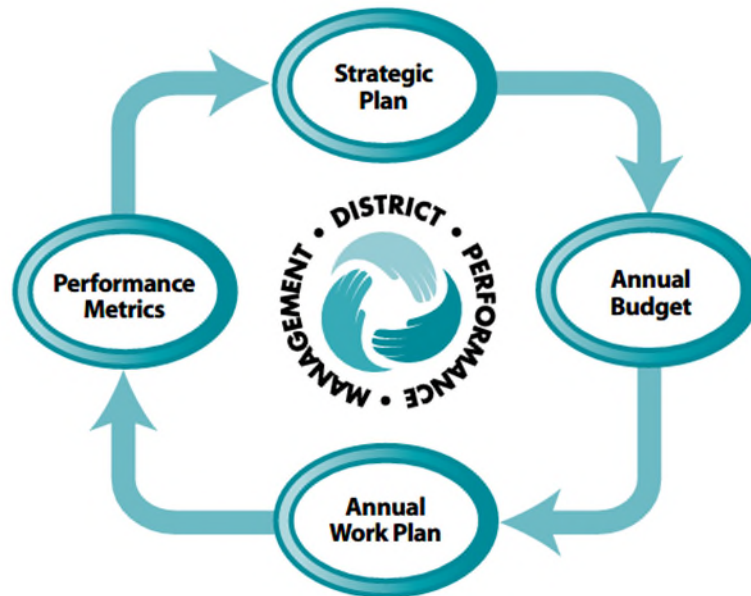 Strategic
Plan
• DISTRICT • PERFORMANCE • MANAGEMENT
Performance
Metrics
Annual
Budget
Annual
Work Plan